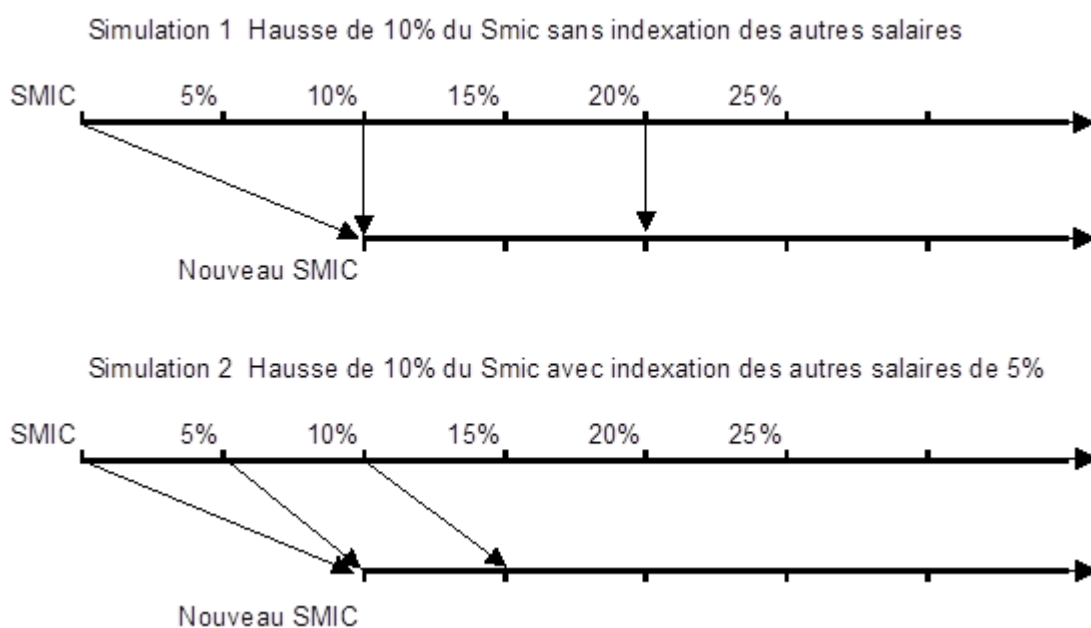 Simulation 1  Hausse de 10% du Smic sans indexation des autres salaires
SMIC 5% 10% 15% 20% 25%
Nouveau SMIC
Simulation 2  Hausse de 10% du Smic avec indexation des autres salaires de 5%
SMIC 5% 10% 15% 20% 25%
Nouveau SMIC